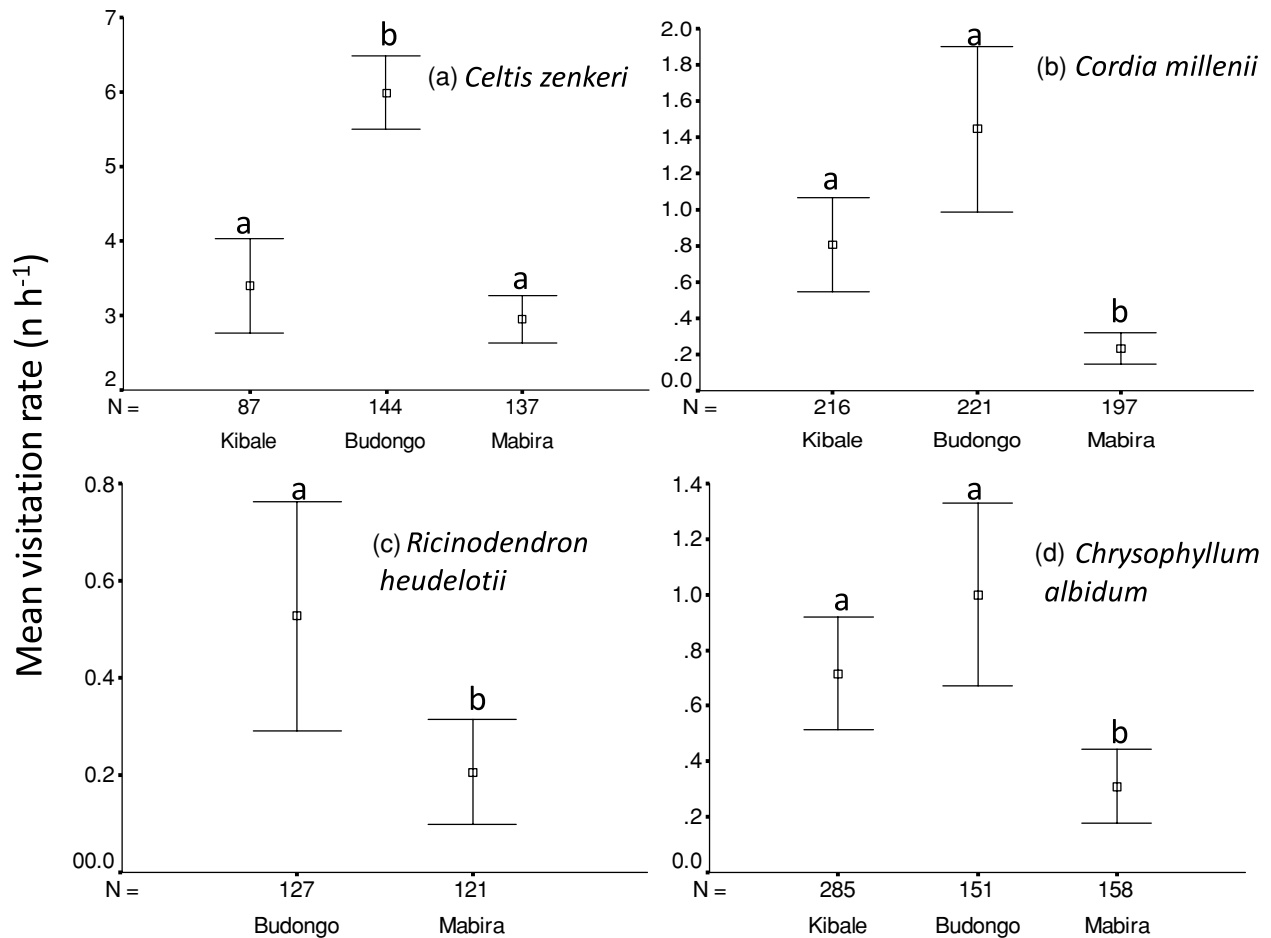 Mean visitation rate (n h-1)
7
6
5
4
3
2
b
a
a
(a) Celtis zenkeri
N =
87
144
137
Kibale
Budongo
Mabira
2.0
1.8
1.6
1.4
1.2
1.0
.8
.6
.4
.2
0.0
a
a
b
(b) Cordia millenii
N =
216
221
197
Kibale
Budongo
Mabira
0.8
0.6
0.4
0.2
00.0
a
b
(c) Ricinodendron
heudelotii
N =
127
121
Budongo
Mabira
1.4
1.2
1.0
.8
.6
.4
.2
0.0
a
a
b
(d) Chrysophyllum
albidum
N =
285
151
158
Kibale
Budongo
Mabira